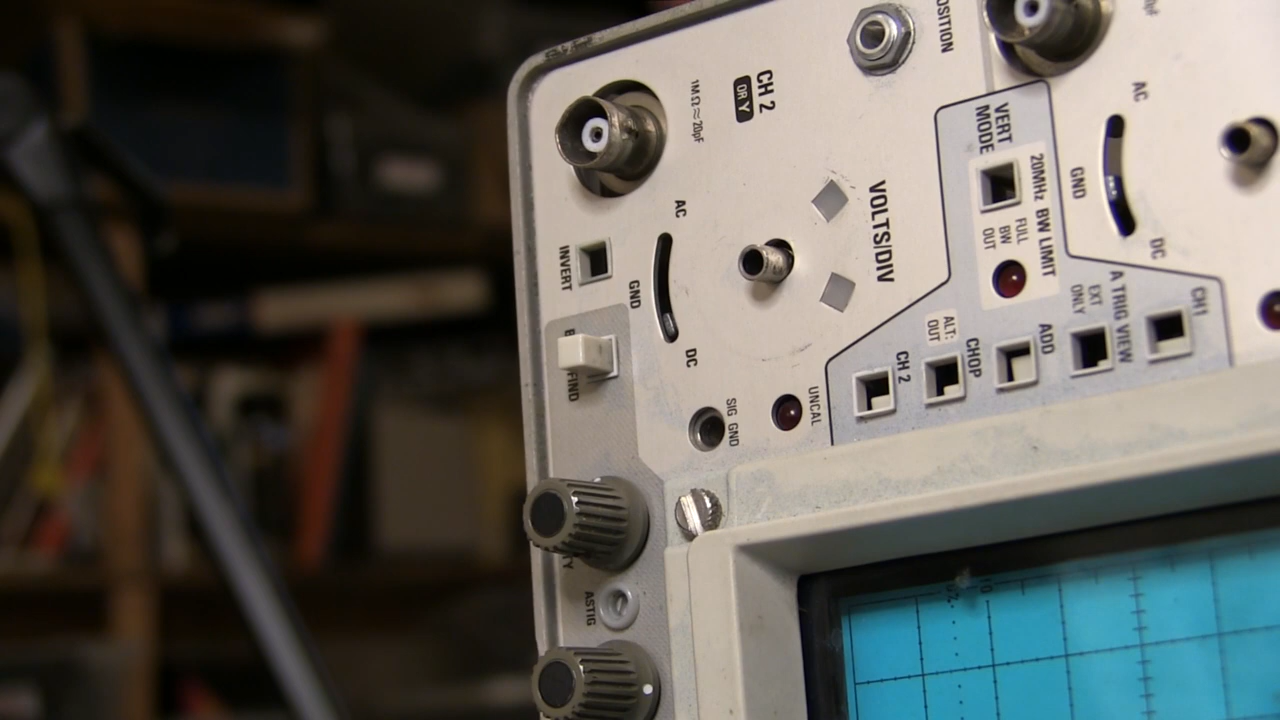 POSITION
CH 2
OR Y
1MΩ≈20pF
AC
GND
DC
INVERT
VOLTS/DIV
VERT
MODE
20MHz BW LIMIT
FULL
BW
OUT
AC
GND
DC
FIND
SIG GND
UNCAL
CH 2
ALT:
OUT
CHOP
ADD
EXT
ONLY
A TRIG VIEW
CH1
ASTIG